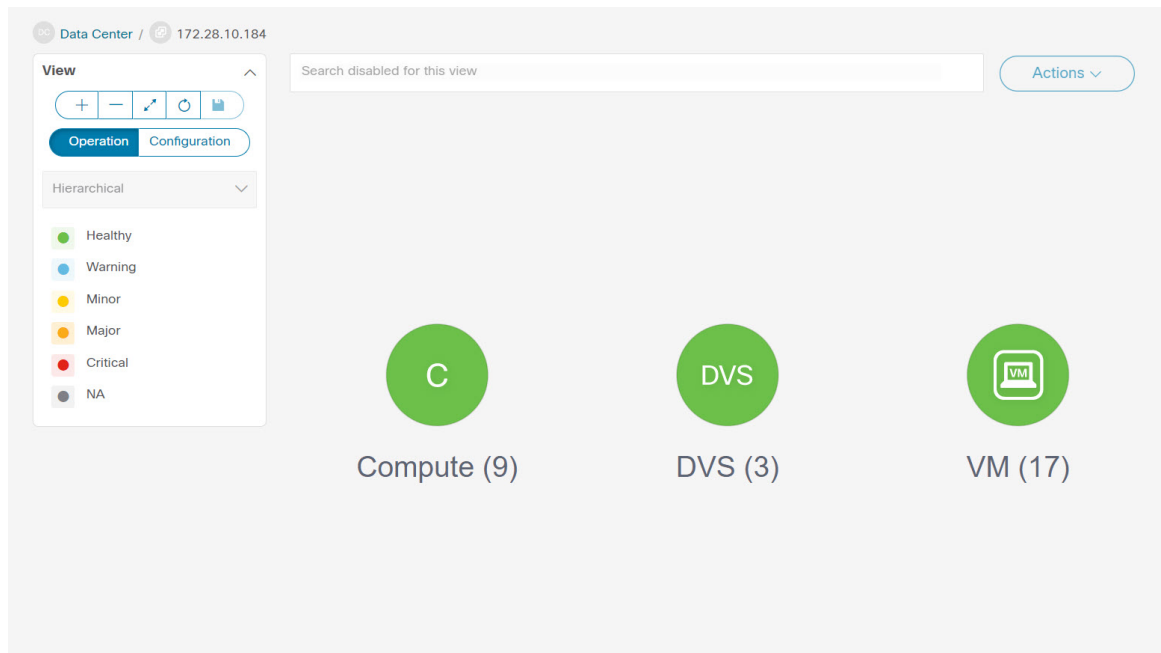 DC Data Center / 172.28.10.184
View
Search disabled for this view
Actions
Operation Configuration
Hierarchical
Healthy
Warning
Minor
Major
Critical
NA
C
DVS
VM
Compute (9)
DVS (3)
VM (17)